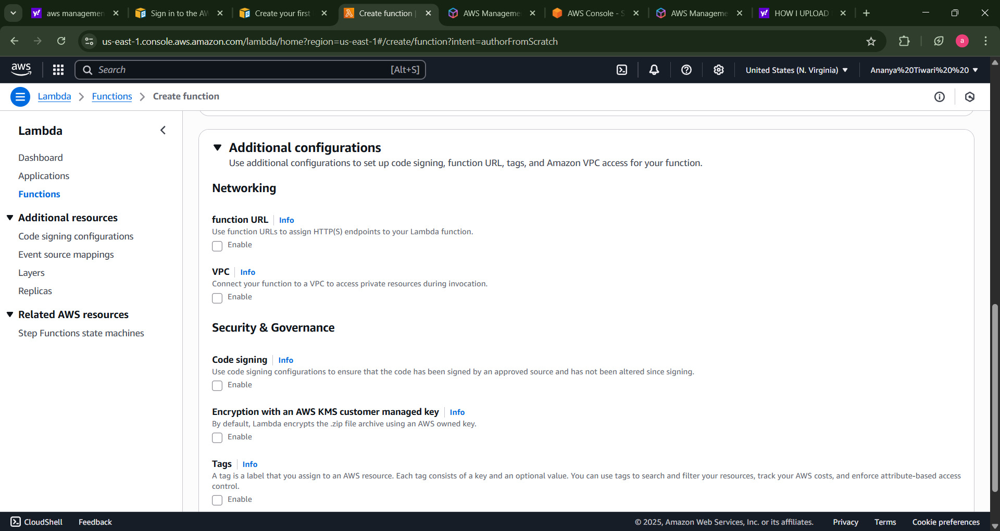 aws managemen
Sign in to the AW
Create your first
Create function |
AWS Manageme
AWS Console - S
AWS Manageme
HOW I UPLOAD
us-east-1.console.aws.amazon.com/lambda/home?region=us-east-1#/create/function?intent=authorFromScratch
a
aws
Search
[Alt+S]
United States (N. Virginia)
Ananya%20Tiwari%20%20
Lambda
Functions
Create function
Lambda
Dashboard
Applications
Functions
Additional resources
Code signing configurations
Event source mappings
Layers
Replicas
Related AWS resources
Step Functions state machines
Additional configurations
Use additional configurations to set up code signing, function URL, tags, and Amazon VPC access for your function.
Networking
function URL Info
Use function URLs to assign HTTP(S) endpoints to your Lambda function.
Enable
VPC Info
Connect your function to a VPC to access private resources during invocation.
Enable
Security & Governance
Code signing Info
Use code signing configurations to ensure that the code has been signed by an approved source and has not been altered since signing.
Enable
Encryption with an AWS KMS customer managed key Info
By default, Lambda encrypts the .zip file archive using an AWS owned key.
Enable
Tags Info
A tag is a label that you assign to an AWS resource. Each tag consists of a key and an optional value. You can use tags to search and filter your resources, track your AWS costs, and enforce attribute-based access
control.
Enable
CloudShell
Feedback
© 2025, Amazon Web Services, Inc. or its affiliates.
Privacy
Terms
Cookie preferences